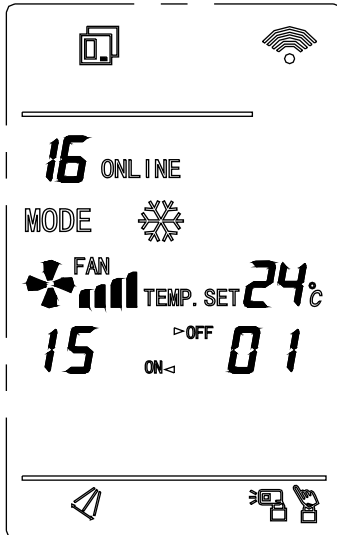 16 ONLINE
MODE
FAN
TEMP. SET 24°C
15 ▷OFF 01
ON◁